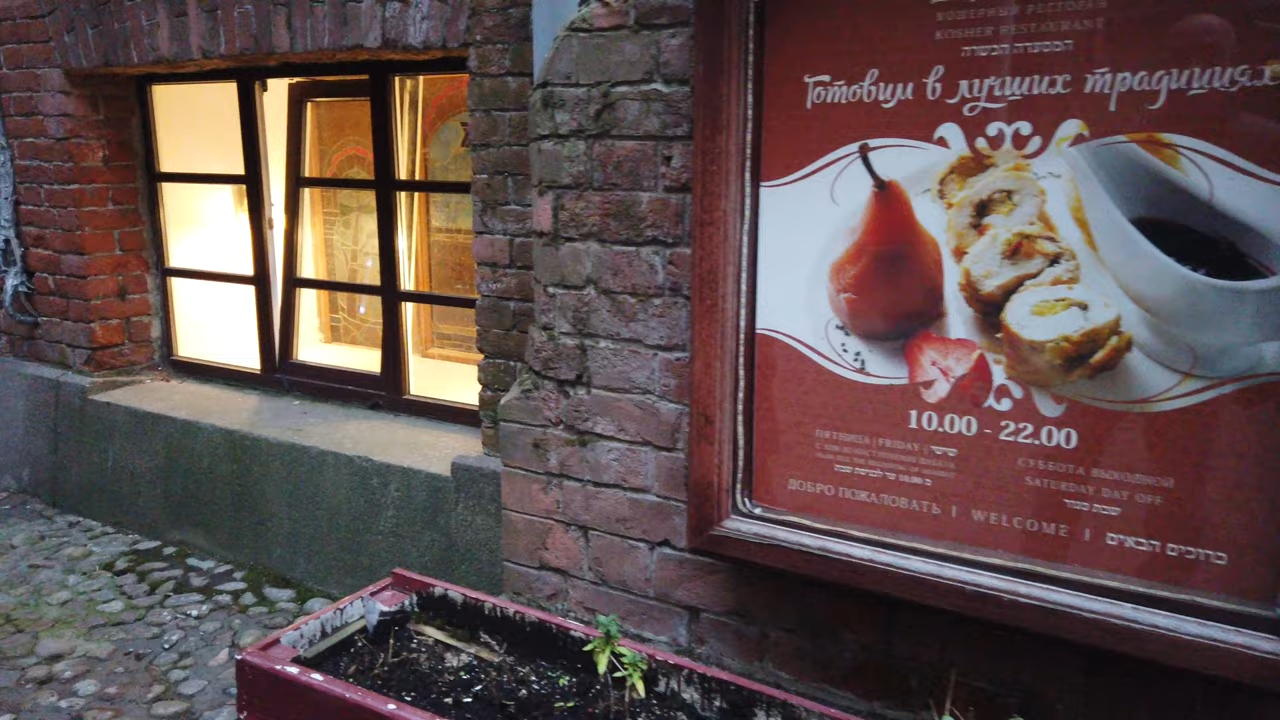 КОШЕРНЫЙ РЕСТОРАН
KOSHER RESTAURANT
המסעדה הכשרה
Готовим в лучших традициях
10.00 - 22.00
ПЯТНИЦА | FRIDAY | שישי
СУББОТА ВЫХОДНОЙ
SATURDAY DAY OFF
שבת סגור
ДОБРО ПОЖАЛОВАТЬ | WELCOME | ברוכים הבאים